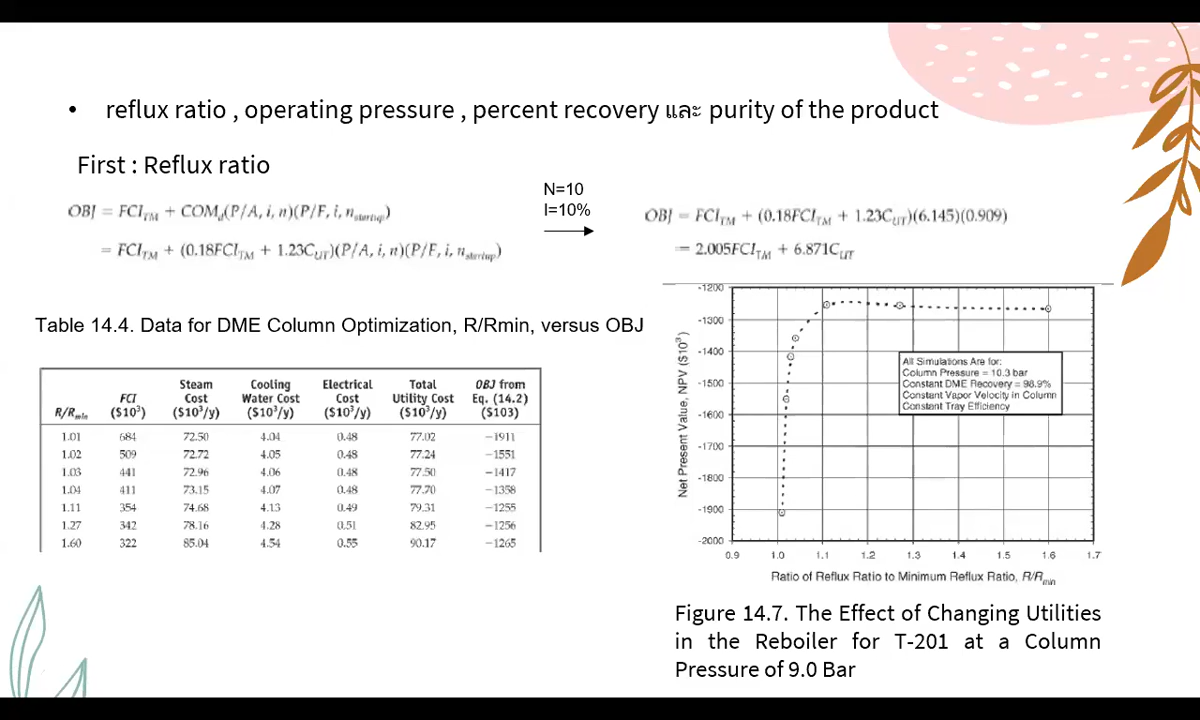 • reflux ratio , operating pressure , percent recovery และ purity of the product
First : Reflux ratio
OBJ = FCI_TM + COM_d(P/A, i, n)(P/F, i, n_startup)
= FCI_TM + (0.18FCI_TM + 1.23C_UT)(P/A, i, n)(P/F, i, n_startup)
N=10
I=10%
OBJ = FCI_TM + (0.18FCI_TM + 1.23C_UT)(6.145)(0.909)
= 2.005FCI_TM + 6.871C_UT
Table 14.4. Data for DME Column Optimization, R/Rmin, versus OBJ
Steam Cooling Electrical Total OBJ from
FCI Cost Water Cost Cost Utility Cost Eq. (14.2)
R/R_min ($10³) ($10³/y) ($10³/y) ($10³/y) ($10³/y) ($103)
1.01 684 72.50 4.04 0.48 77.02 −1911
1.02 509 72.72 4.05 0.48 77.24 −1551
1.03 441 72.96 4.06 0.48 77.50 −1417
1.04 411 73.15 4.07 0.48 77.70 −1358
1.11 354 74.68 4.13 0.49 79.31 −1255
1.27 342 78.16 4.28 0.51 82.95 −1256
1.60 322 85.04 4.54 0.55 90.17 −1265
Net Present Value, NPV ($10³)
-1200
-1300
-1400
-1500
-1600
-1700
-1800
-1900
-2000
All Simulations Are for:
Column Pressure = 10.3 bar
Constant DME Recovery = 98.9%
Constant Vapor Velocity in Column
Constant Tray Efficiency
0.9 1.0 1.1 1.2 1.3 1.4 1.5 1.6 1.7
Ratio of Reflux Ratio to Minimum Reflux Ratio, R/R_min
Figure 14.7. The Effect of Changing Utilities
in the Reboiler for T-201 at a Column
Pressure of 9.0 Bar